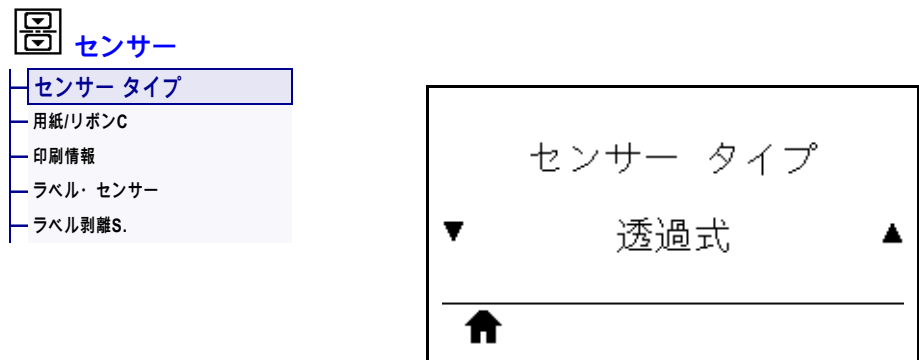 センサー
センサー タイプ
用紙/リボンC
印刷情報
ラベル・ センサー
ラベル剥離S.
センサー タイプ
▼ 透過式 ▲